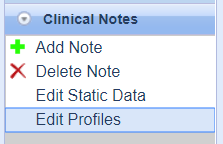 Clinical Notes
Add Note
Delete Note
Edit Static Data
Edit Profiles